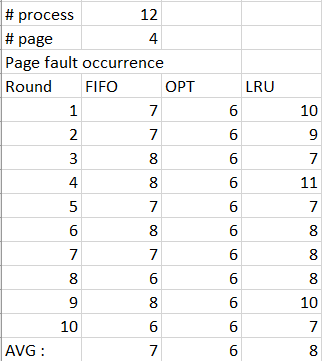 # process 12
# page 4
Page fault occurrence
Round FIFO OPT LRU
1 7 6 10
2 7 6 9
3 8 6 7
4 8 6 11
5 7 6 7
6 8 6 8
7 7 6 8
8 6 6 8
9 8 6 10
10 6 6 7
AVG : 7 6 8